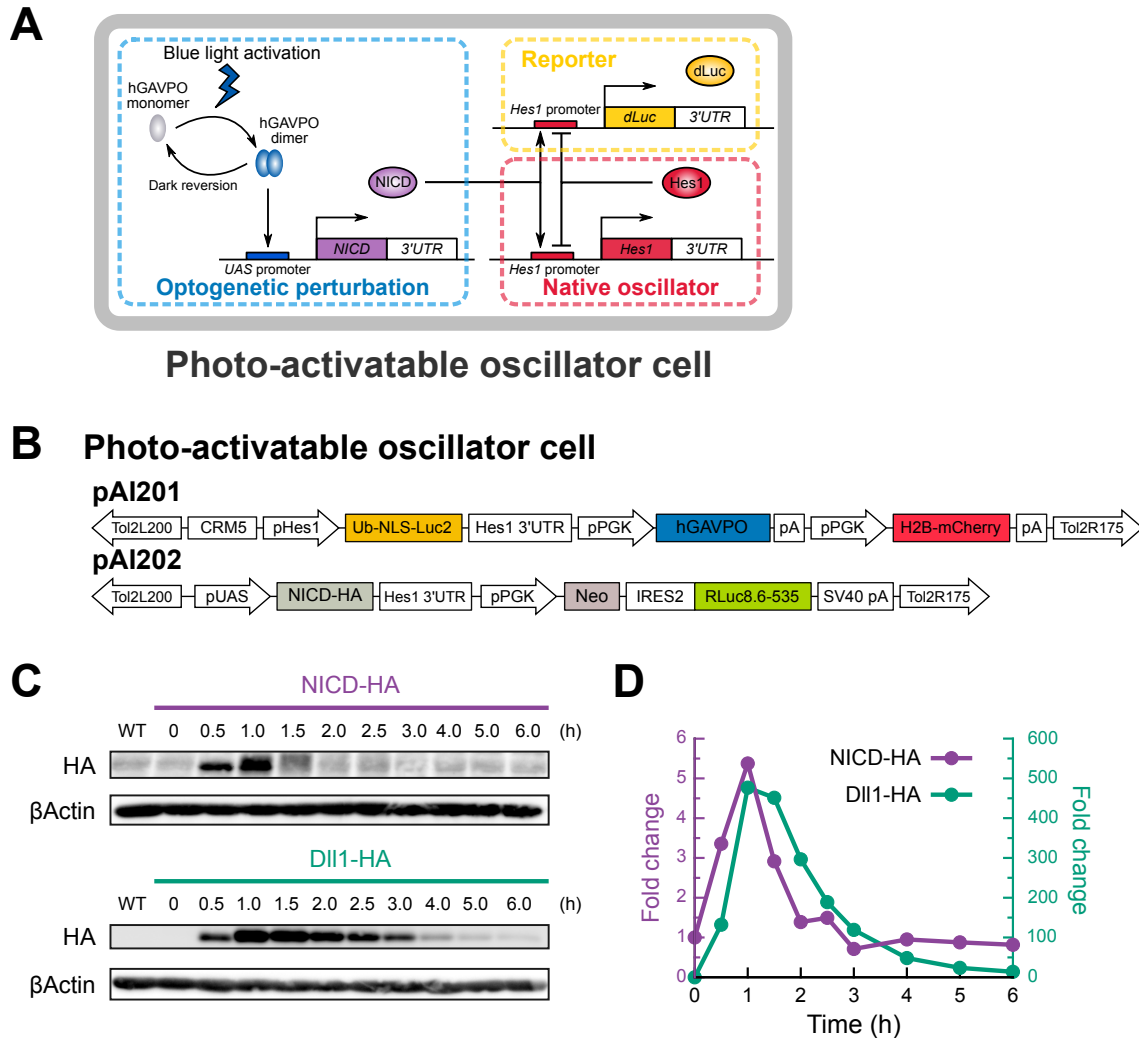 A
Blue light activation
hGAVPO
monomer
hGAVPO
dimer
Dark reversion
NICD
NICD 3'UTR
UAS promoter
Optogenetic perturbation
Reporter
dLuc
Hes1 promoter
dLuc 3'UTR
Hes1
Hes1 3'UTR
Hes1 promoter
Native oscillator
Photo-activatable oscillator cell
B Photo-activatable oscillator cell
pAI201
Tol2L200 CRM5 pHes1 Ub-NLS-Luc2 Hes1 3'UTR pPGK hGAVPO pA pPGK H2B-mCherry pA Tol2R175
pAI202
Tol2L200 pUAS NICD-HA Hes1 3'UTR pPGK Neo IRES2 RLuc8.6-535 SV40 pA Tol2R175
C
NICD-HA
WT 0 0.5 1.0 1.5 2.0 2.5 3.0 4.0 5.0 6.0 (h)
HA
βActin
Dll1-HA
WT 0 0.5 1.0 1.5 2.0 2.5 3.0 4.0 5.0 6.0 (h)
HA
βActin
D
Fold change
6
5
4
3
2
1
0
NICD-HA
Dll1-HA
600
500
400
300
200
100
0
Fold change
0 1 2 3 4 5 6
Time (h)